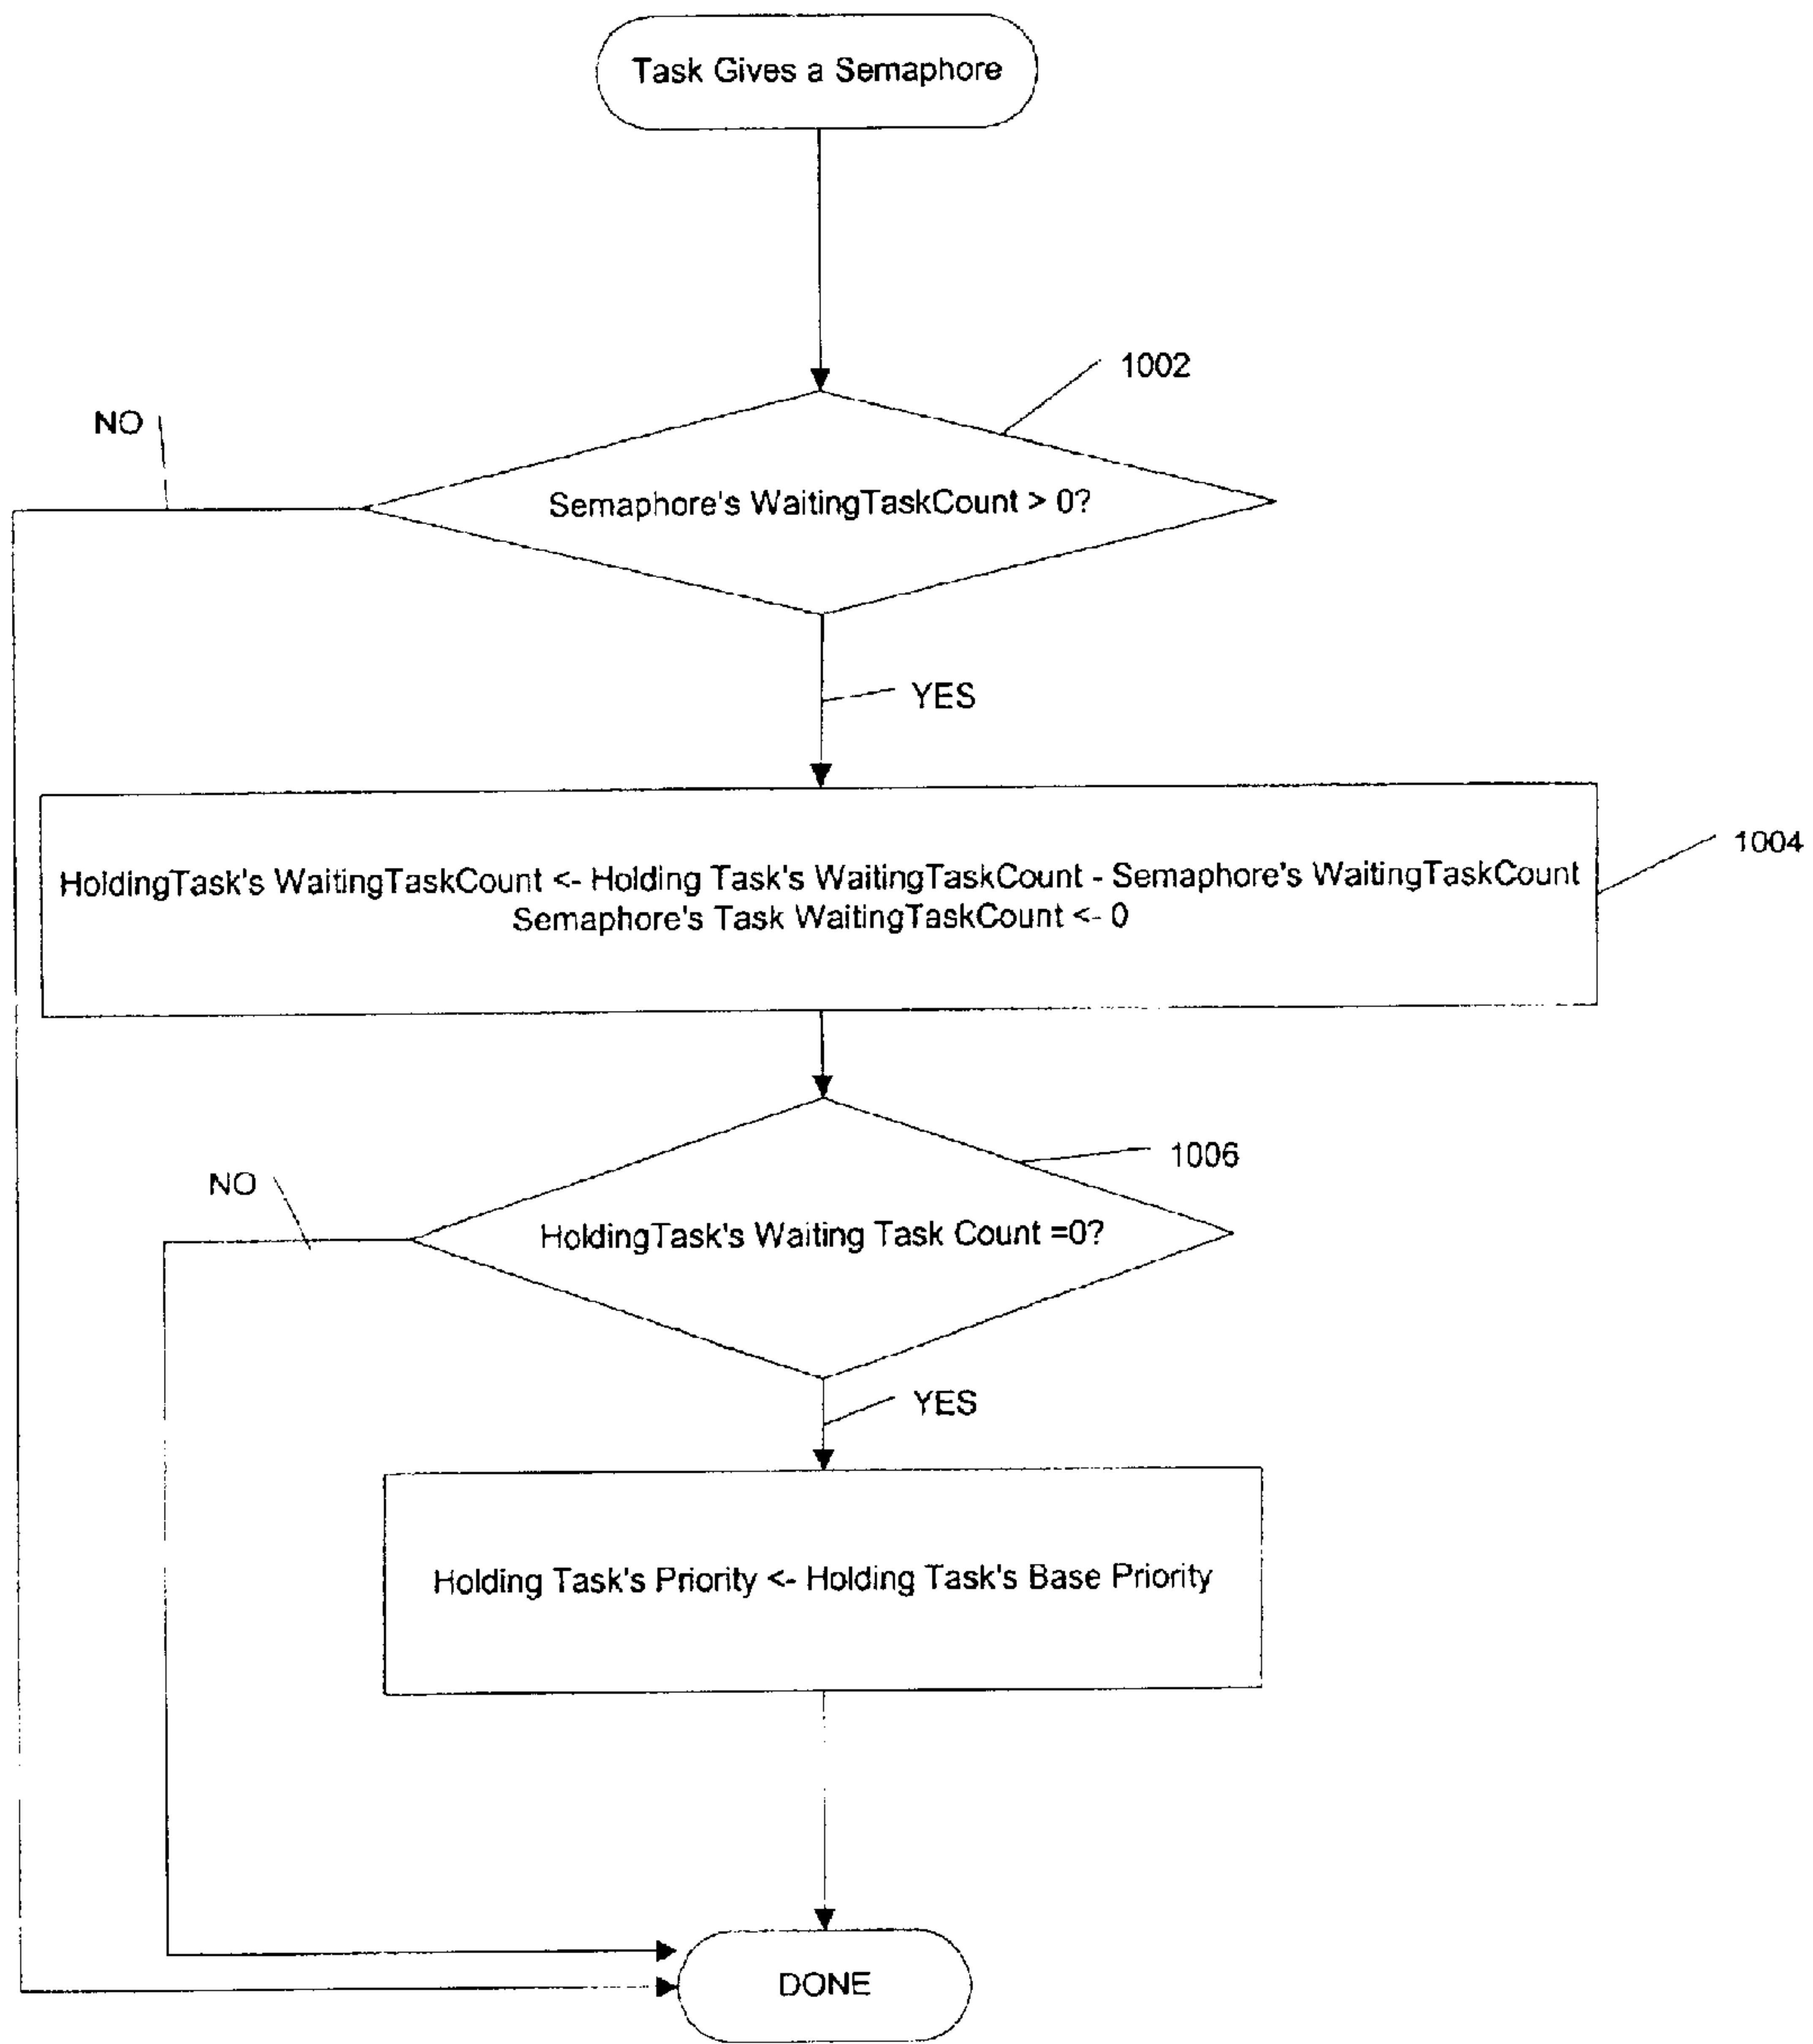 Task Gives a Semaphore
1002
NO
Semaphore's WaitingTaskCount > 0?
YES
1004
HoldingTask's WaitingTaskCount <- Holding Task's WaitingTaskCount - Semaphore's WaitingTaskCount
Semaphore's Task WaitingTaskCount <- 0
1006
NO
HoldingTask's Waiting Task Count =0?
YES
Holding Task's Priority <- Holding Task's Base Priority
DONE